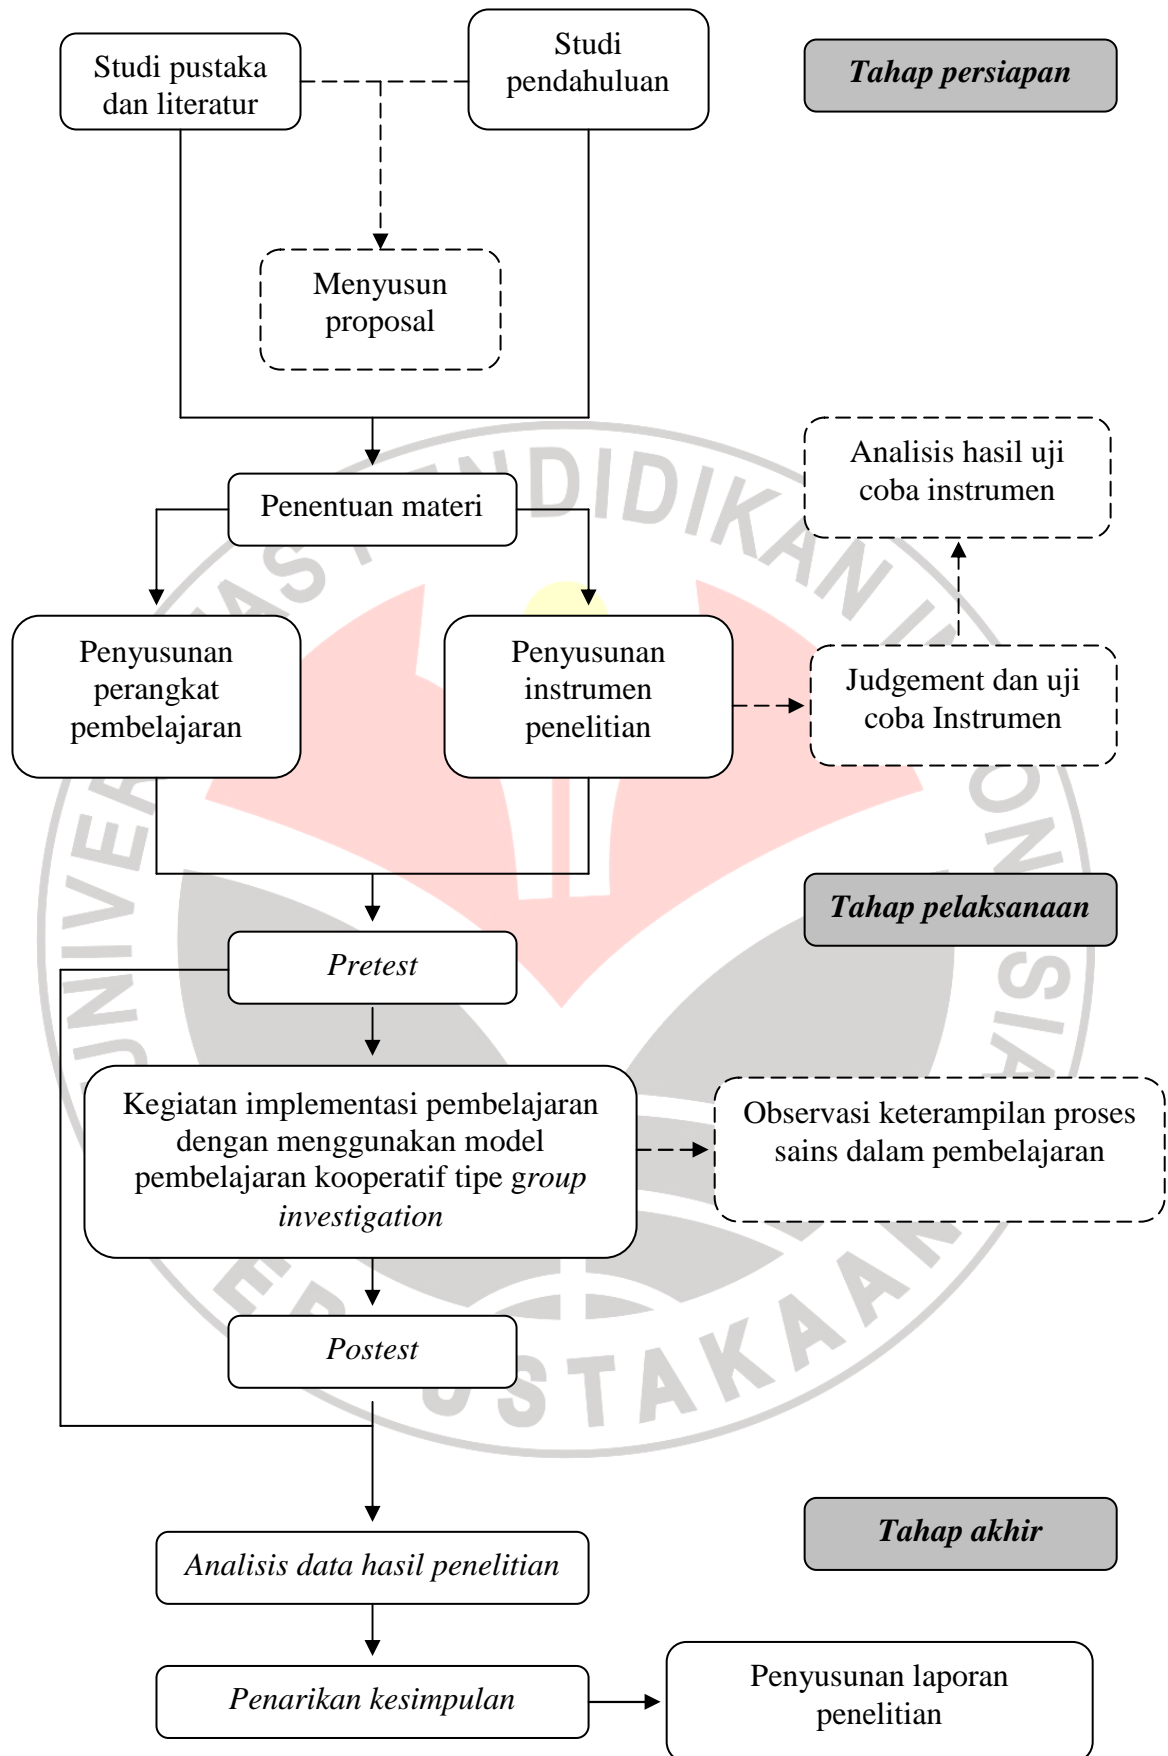 Studi pustaka
dan literatur
Studi
pendahuluan
Tahap persiapan
Menyusun
proposal
Analisis hasil uji
coba instrumen
Penentuan materi
Penyusunan
perangkat
pembelajaran
Penyusunan
instrumen
penelitian
Judgement dan uji
coba Instrumen
Tahap pelaksanaan
Pretest
Kegiatan implementasi pembelajaran
dengan menggunakan model
pembelajaran kooperatif tipe group
investigation
Observasi keterampilan proses
sains dalam pembelajaran
Postest
Tahap akhir
Analisis data hasil penelitian
Penarikan kesimpulan
Penyusunan laporan
penelitian